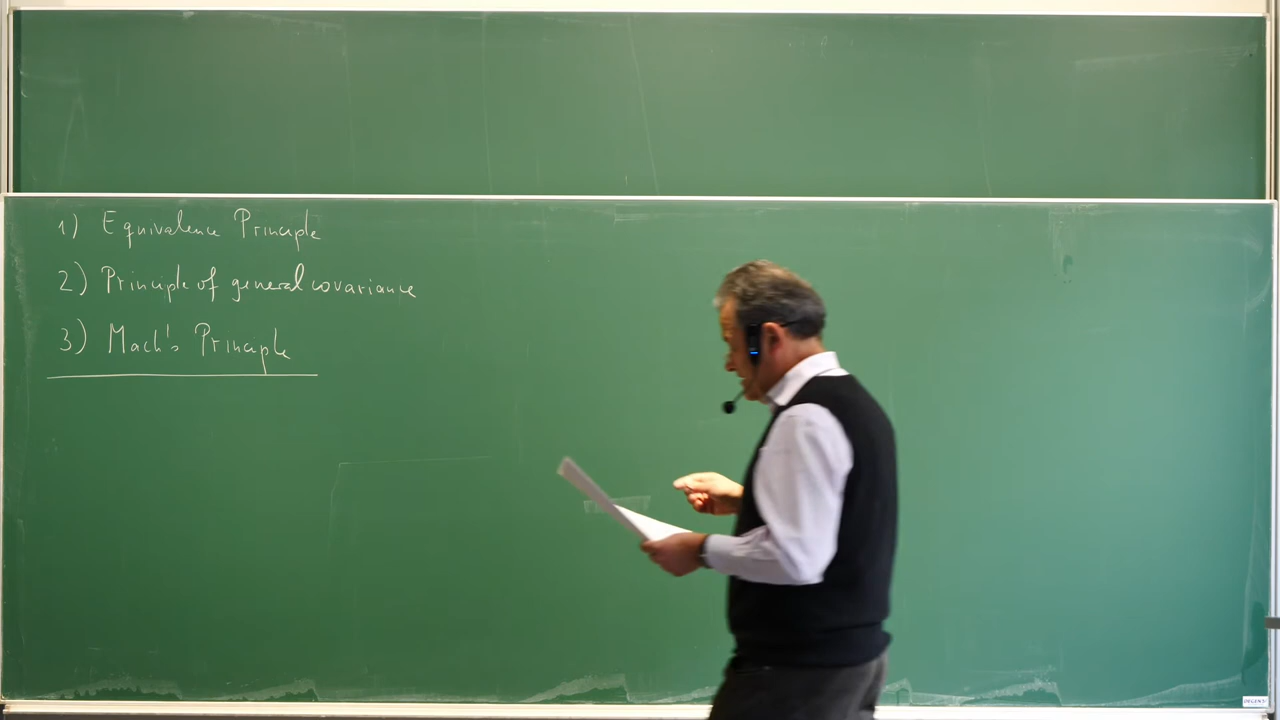 1) Equivalence Principle
2) Principle of general covariance
3) Mach's Principle